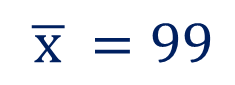 x̅ = 99